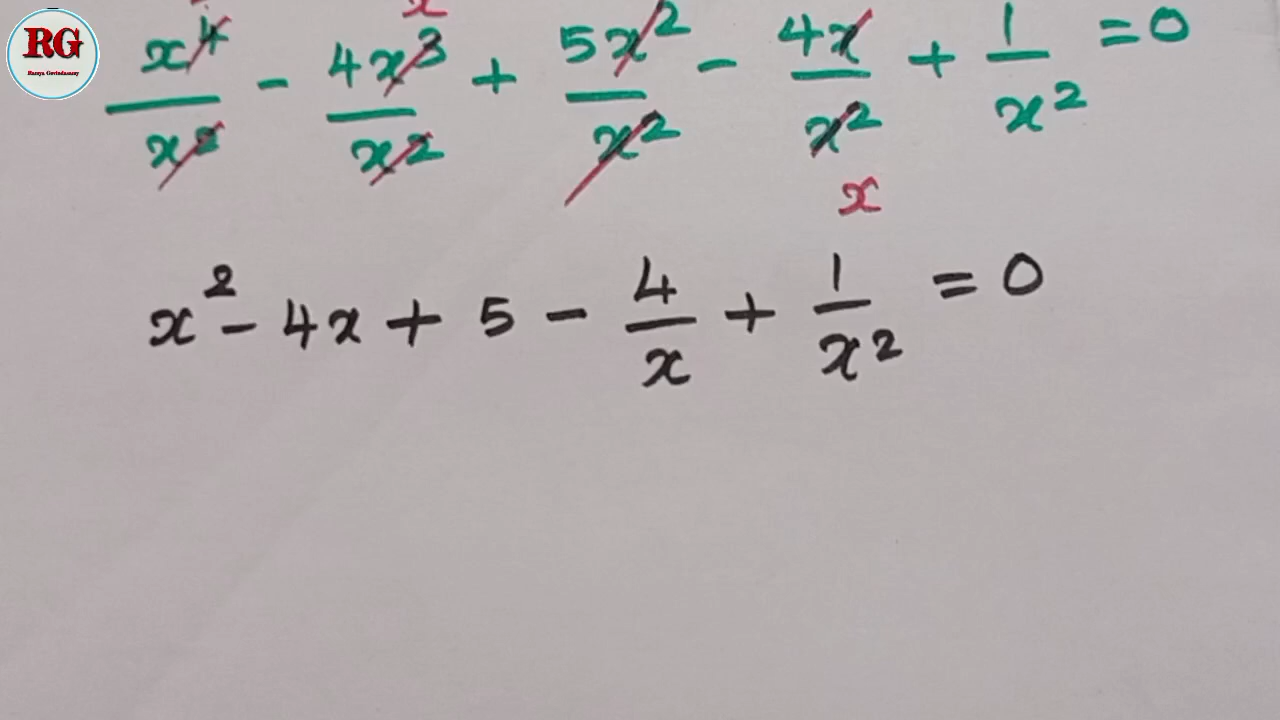 RG
x
x⁴/x² - 4x³/x² + 5x²/x² - 4x/x² + 1/x² = 0
x
x² - 4x + 5 - 4/x + 1/x² = 0